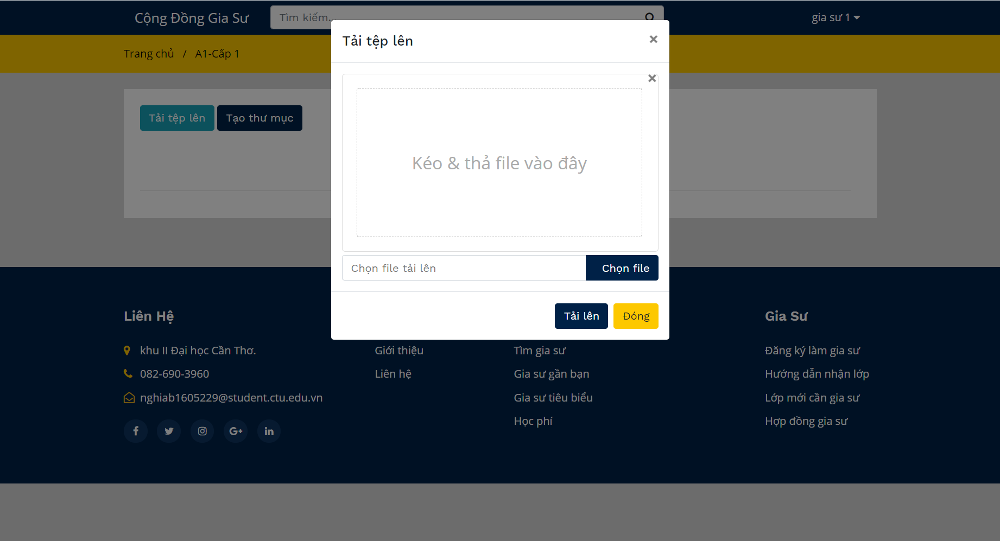 Cộng Đồng Gia Sư
Tìm kiếm...
gia sư 1
Trang chủ / A1-Cấp 1
Tải tệp lên
Tạo thư mục
Tải tệp lên
×
×
Kéo & thả file vào đây
Chọn file tải lên
Chọn file
Tải lên
Đóng
Liên Hệ
khu II Đại học Cần Thơ.
082-690-3960
nghiab1605229@student.ctu.edu.vn
Giới thiệu
Liên hệ
Tìm gia sư
Gia sư gần bạn
Gia sư tiêu biểu
Học phí
Gia Sư
Đăng ký làm gia sư
Hướng dẫn nhận lớp
Lớp mới cần gia sư
Hợp đồng gia sư